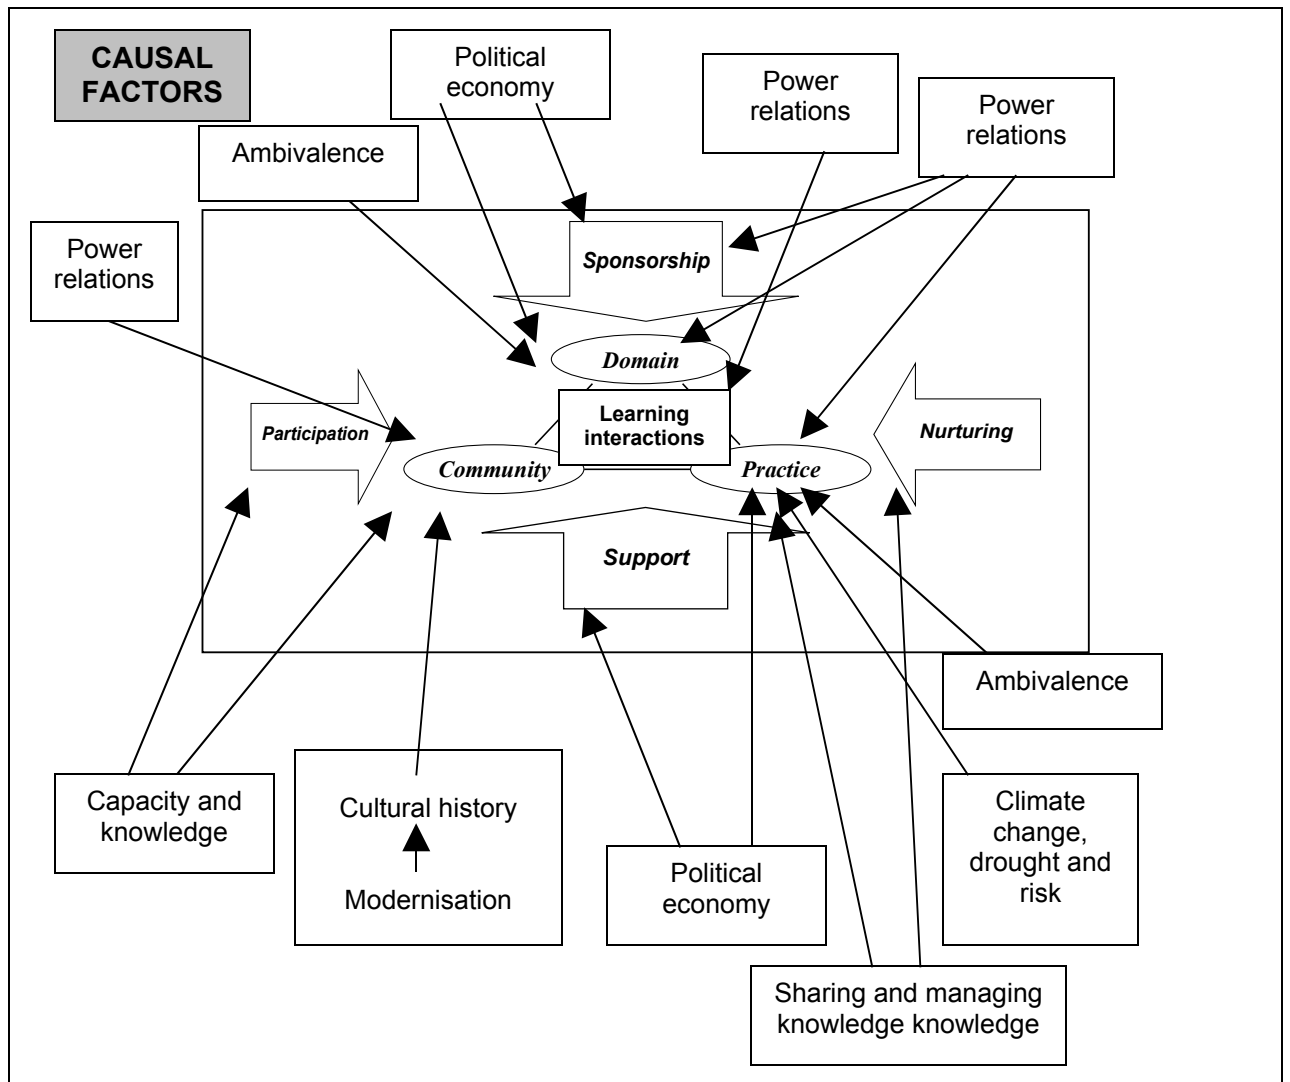 CAUSAL
FACTORS
Political
economy
Power
relations
Power
relations
Ambivalence
Power
relations
Sponsorship
Domain
Learning
interactions
Participation
Nurturing
Community
Practice
Support
Ambivalence
Capacity and
knowledge
Cultural history
Modernisation
Political
economy
Climate
change,
drought and
risk
Sharing and managing
knowledge knowledge